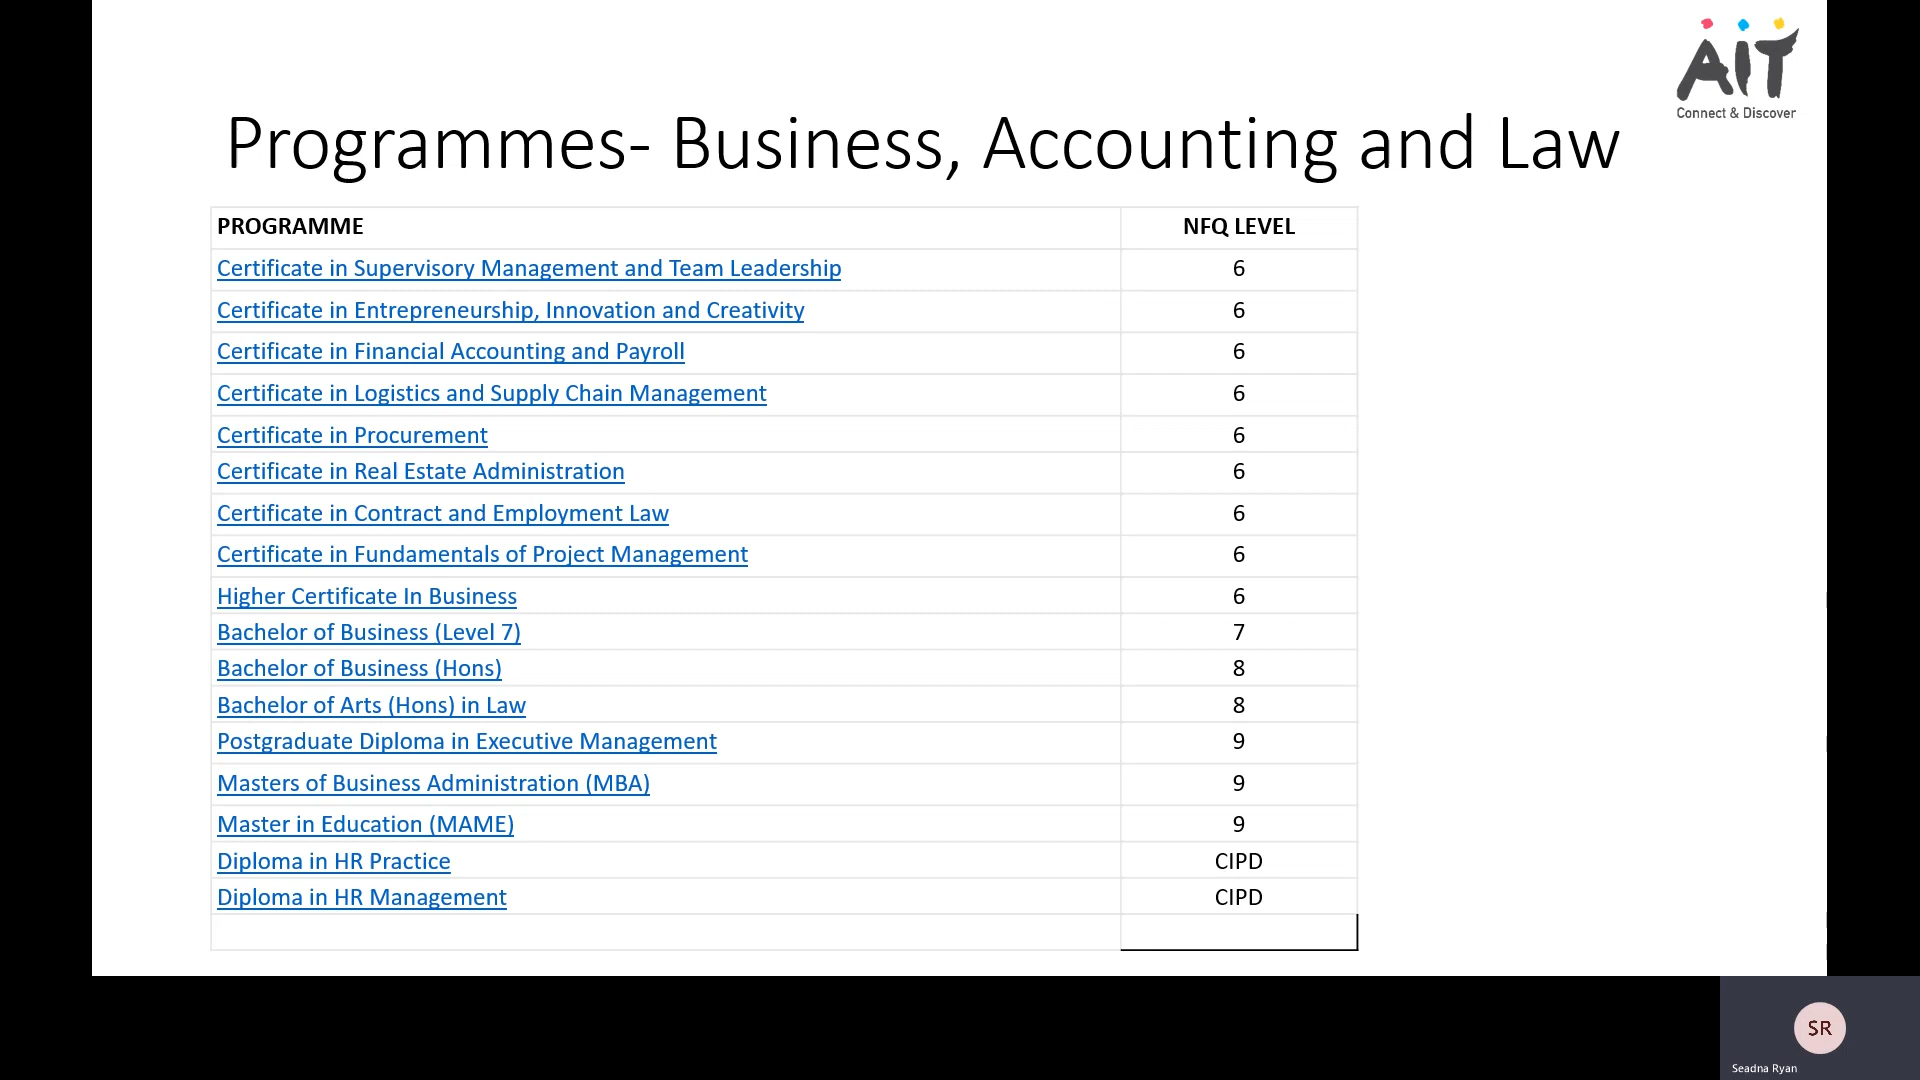 AIT
Connect & Discover
Programmes- Business, Accounting and Law
PROGRAMME NFQ LEVEL
Certificate in Supervisory Management and Team Leadership 6
Certificate in Entrepreneurship, Innovation and Creativity 6
Certificate in Financial Accounting and Payroll 6
Certificate in Logistics and Supply Chain Management 6
Certificate in Procurement 6
Certificate in Real Estate Administration 6
Certificate in Contract and Employment Law 6
Certificate in Fundamentals of Project Management 6
Higher Certificate In Business 6
Bachelor of Business (Level 7) 7
Bachelor of Business (Hons) 8
Bachelor of Arts (Hons) in Law 8
Postgraduate Diploma in Executive Management 9
Masters of Business Administration (MBA) 9
Master in Education (MAME) 9
Diploma in HR Practice CIPD
Diploma in HR Management CIPD
SR
Seadna Ryan